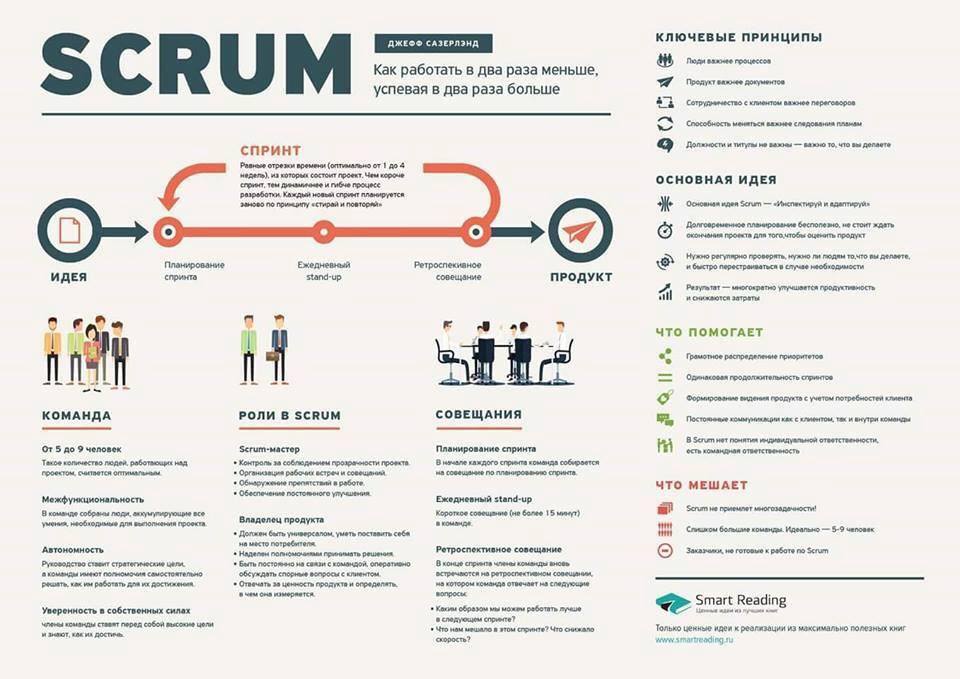 SCRUM
ДЖЕФФ САЗЕРЛЭНД
Как работать в два раза меньше,
успевая в два раза больше
СПРИНТ
Равные отрезки времени (оптимально от 1 до 4
недель), из которых состоит проект. Чем короче
спринт, тем динамичнее и гибче процесс
разработки. Каждый новый спринт планируется
заново по принципу «стирай и повторяй»
ИДЕЯ
Планирование
спринта
Ежедневный
stand-up
Ретроспекивное
совещание
ПРОДУКТ
КОМАНДА
От 5 до 9 человек
Такое количество людей, работающих над
проектом, считается оптимальным.
Межфункциональность
В команде собраны люди, аккумулирующие все
умения, необходимые для выполнения проекта.
Автономность
Руководство ставит стратегические цели,
а команды имеют полномочия самостоятельно
решать, как им работать для их достижения.
Уверенность в собственных силах
члены команды ставят перед собой высокие цели
и знают, как их достичь.
РОЛИ В SCRUM
Scrum-мастер
• Контроль за соблюдением прозрачности проекта.
• Организация рабочих встреч и совещаний.
• Обнаружение препятствий в работе.
• Обеспечение постоянного улучшения.
Владелец продукта
• Должен быть универсалом, уметь поставить себя
на место потребителя.
• Наделен полномочиями принимать решения.
• Быть постоянно на связи с командой, оперативно
обсуждать спорные вопросы с клиентом.
• Отвечать за ценность продукта и определять,
в чем она измеряется.
СОВЕЩАНИЯ
Планирование спринта
В начале каждого спринта команда собирается
на совещание по планированию спринта.
Ежедневный stand-up
Короткое совещание (не более 15 минут)
в команде.
Ретроспективное совещание
В конце спринта члены команды вновь
встречаются на ретроспективном совещании,
на котором команда отвечает на следующие
вопросы:
• Каким образом мы можем работать лучше
в следующем спринте?
• Что нам мешало в этом спринте? Что снижало
скорость?
КЛЮЧЕВЫЕ ПРИНЦИПЫ
Люди важнее процессов
Продукт важнее документов
Сотрудничество с клиентом важнее переговоров
Способность меняться важнее следования планам
Должности и титулы не важны — важно то, что вы делаете
ОСНОВНАЯ ИДЕЯ
Основная идея Scrum — «Инспектируй и адаптируй»
Долговременное планирование бесполезно, не стоит ждать
окончания проекта для того,чтобы оценить продукт
Нужно регулярно проверять, нужно ли людям то,что вы делаете,
и быстро перестраиваться в случае необходимости
Результат — многократно улучшается продуктивность
и снижаются затраты
ЧТО ПОМОГАЕТ
Грамотное распределение приоритетов
Одинаковая продолжительность спринтов
Формирование видения продукта с учетом потребностей клиента
Постоянные коммуникации как с клиентом, так и внутри команды
В Scrum нет понятия индивидуальной ответственности,
есть командная ответственность
ЧТО МЕШАЕТ
Scrum не приемлет многозадачности!
Слишком большие команды. Идеально — 5-9 человек
Заказчики, не готовые к работе по Scrum
Smart Reading
Ценные идеи из лучших книг
Только ценные идеи к реализации из максимально полезных книг
www.smartreading.ru